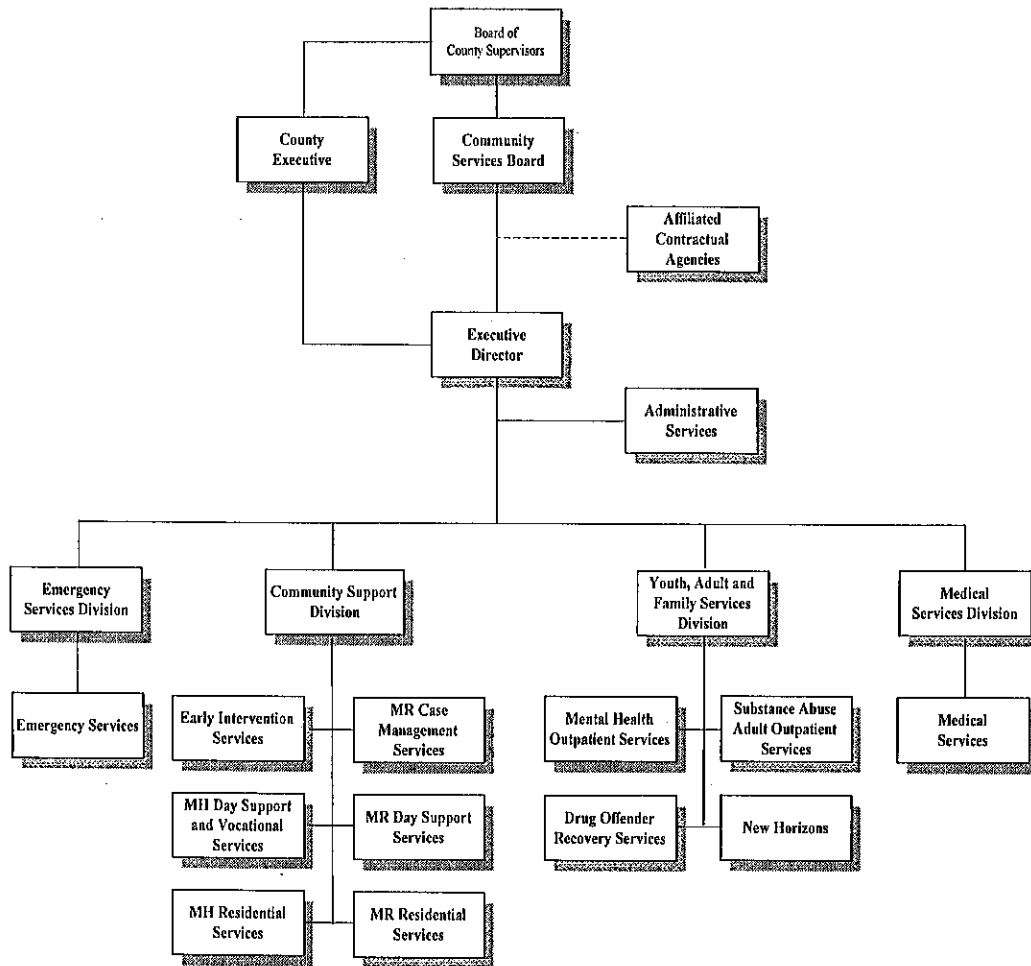 Board of
County Supervisors
County
Executive
Community
Services Board
Affiliated
Contractual
Agencies
Executive
Director
Administrative
Services
Emergency
Services Division
Community Support
Division
Youth, Adult and
Family Services
Division
Medical
Services Division
Emergency Services
Early Intervention
Services
MR Case
Management
Services
Mental Health
Outpatient Services
Substance Abuse
Adult Outpatient
Services
Medical
Services
MH Day Support
and Vocational
Services
MR Day Support
Services
Drug Offender
Recovery Services
New Horizons
MH Residential
Services
MR Residential
Services